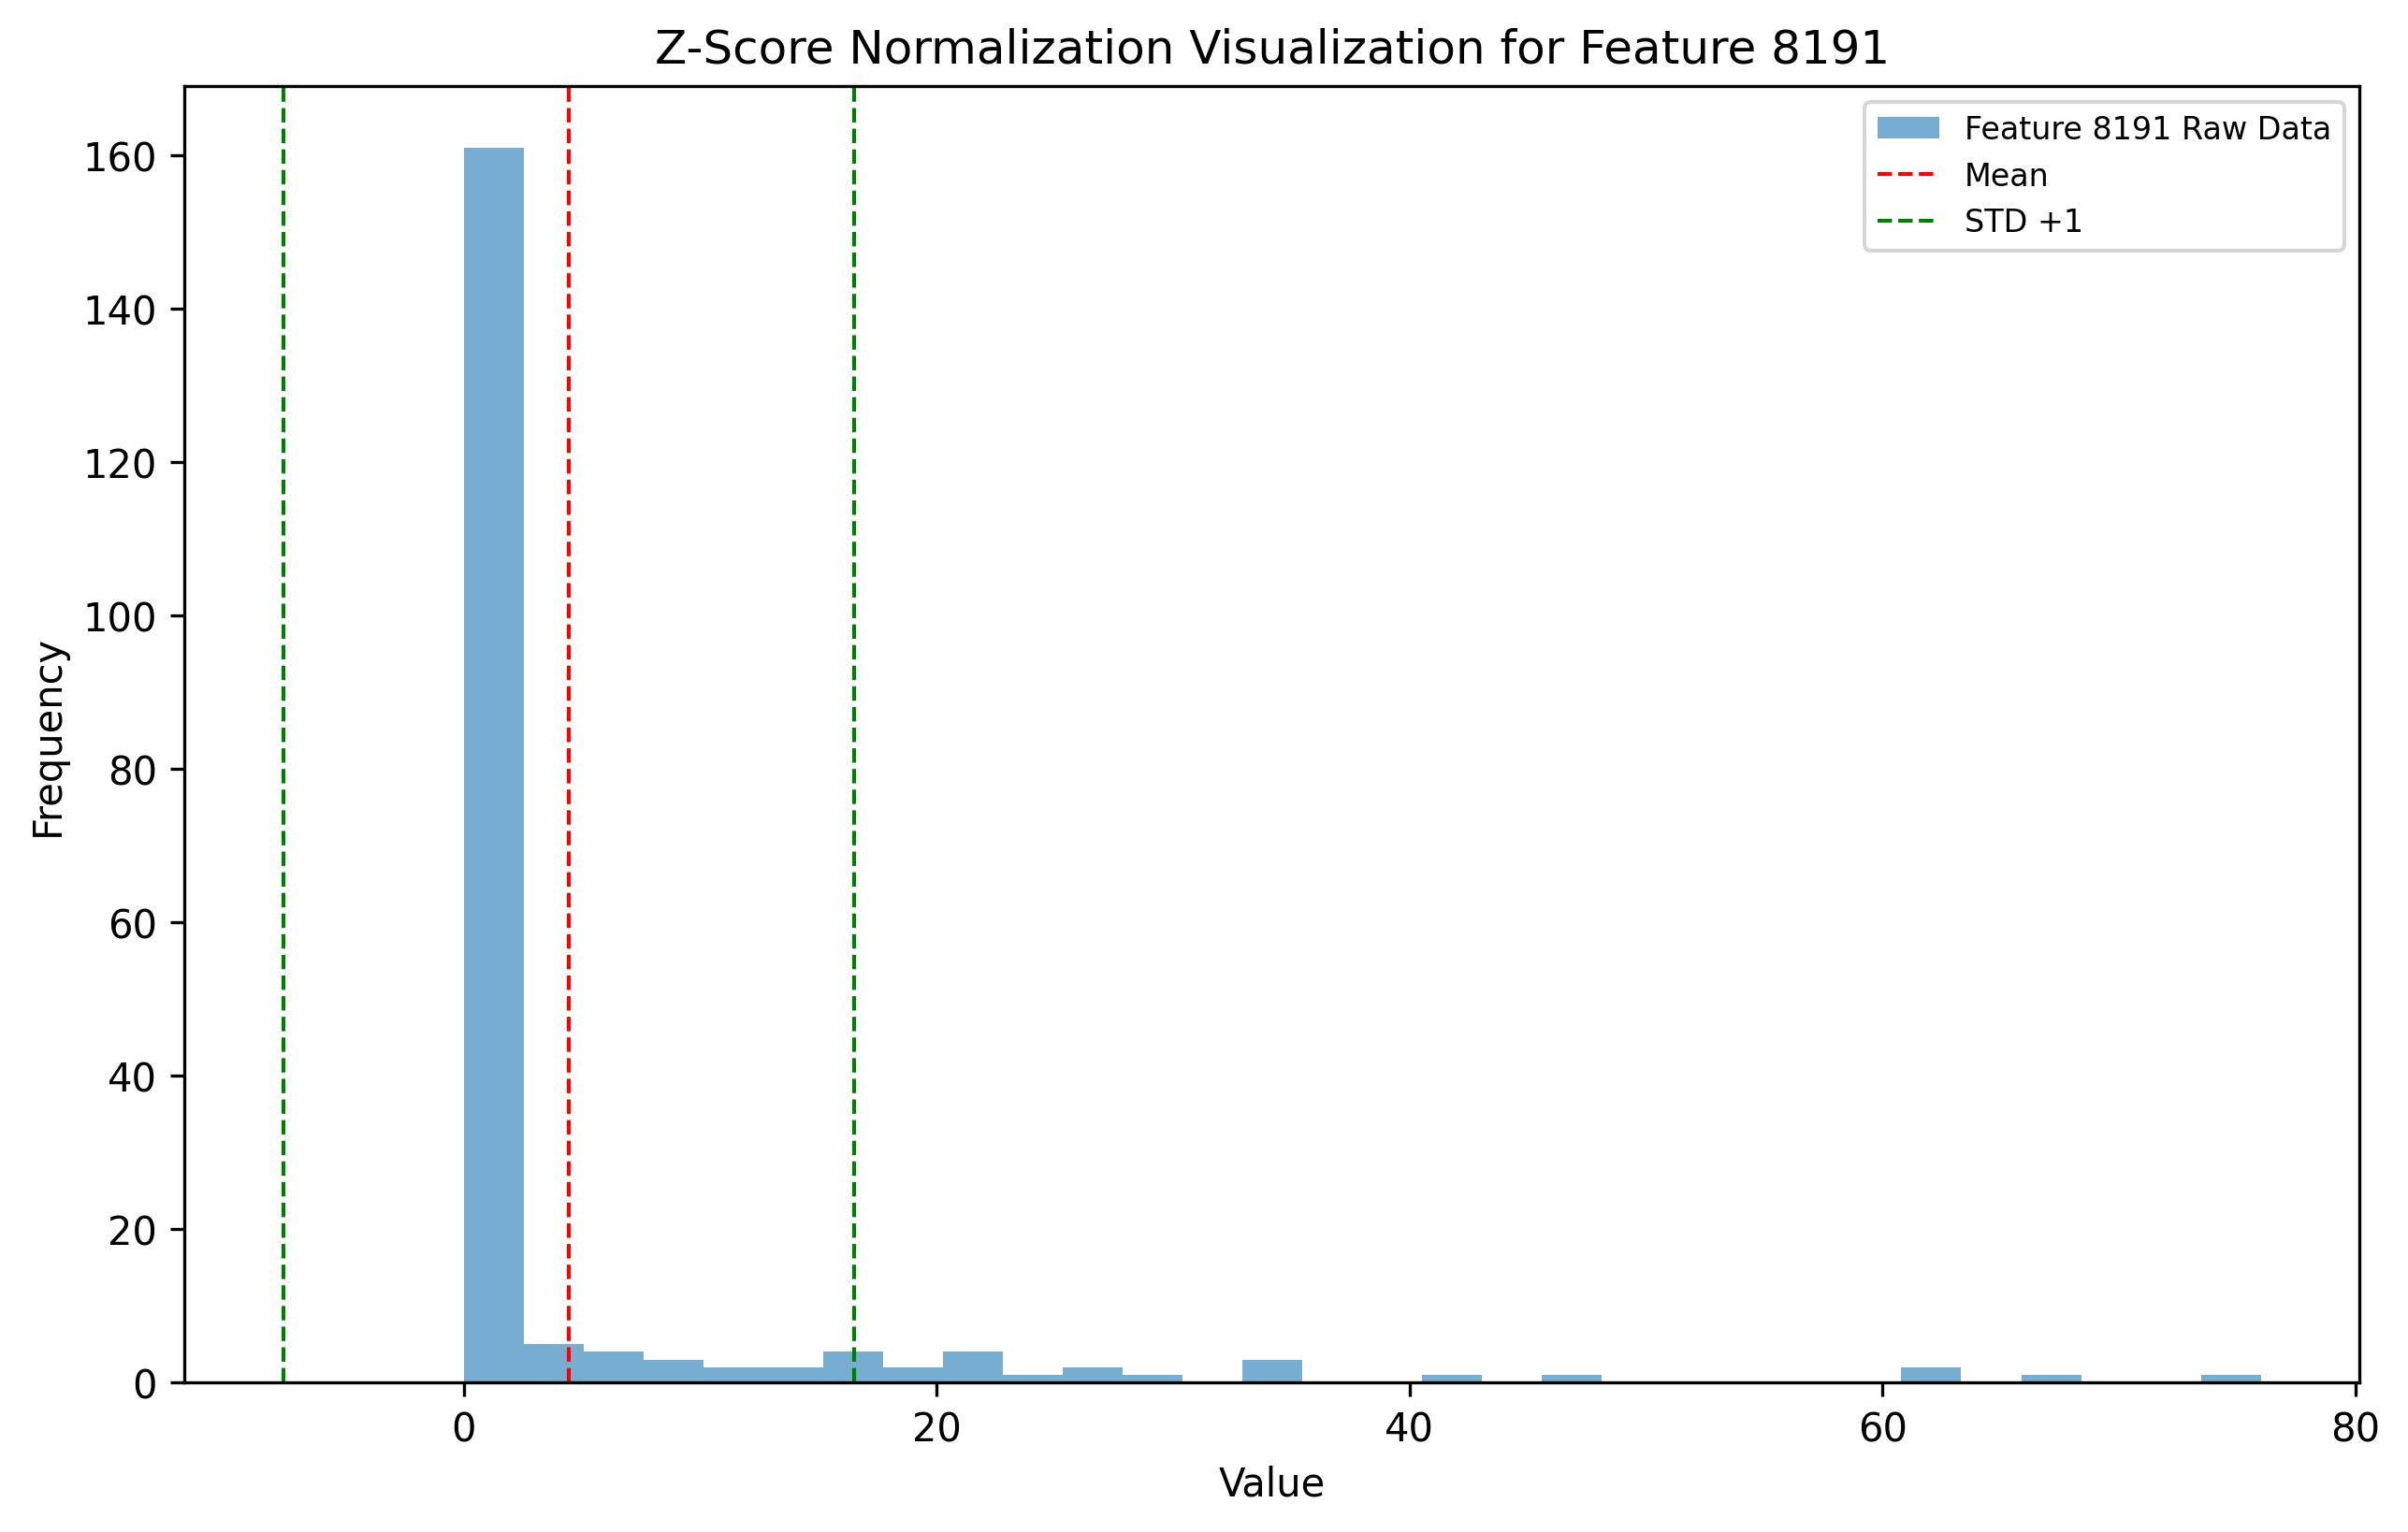 Z-Score Normalization Visualization for Feature 8191
Feature 8191 Raw Data
Mean
STD +1
160
140
120
100
80
60
40
20
0
Frequency
0 20 40 60 80
Value